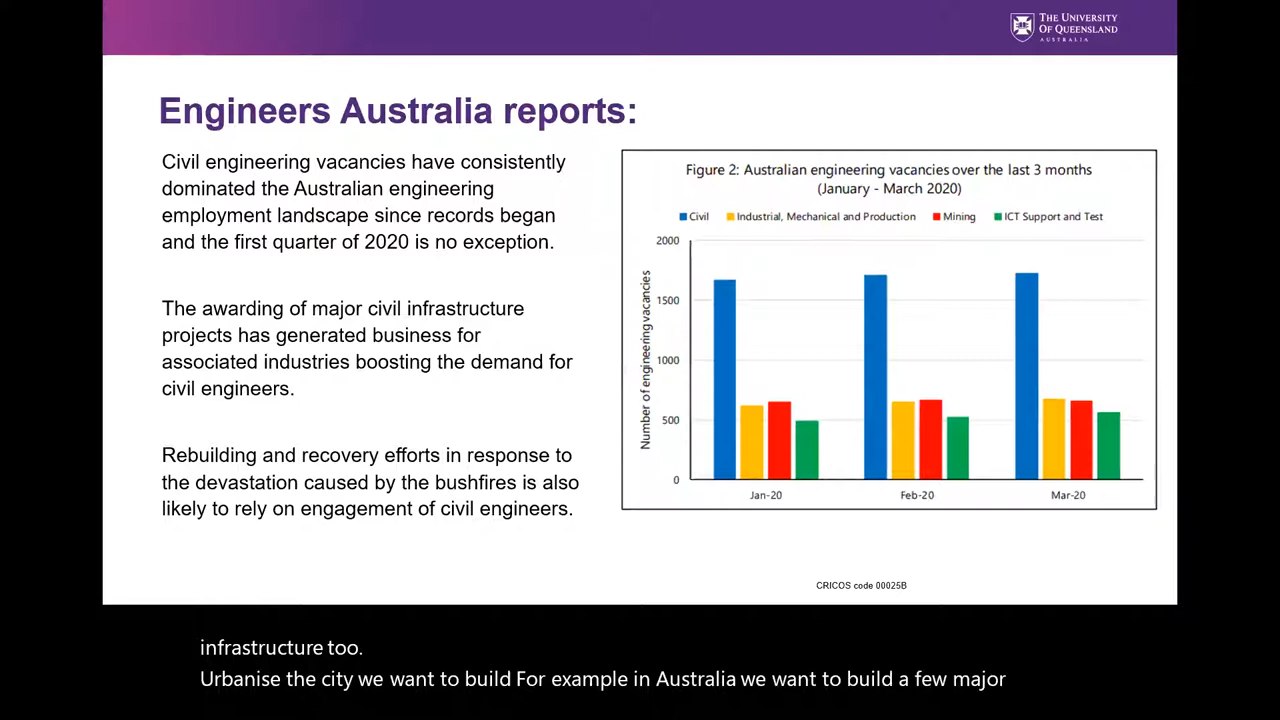 THE UNIVERSITY
OF QUEENSLAND
AUSTRALIA
Engineers Australia reports:
Civil engineering vacancies have consistently
dominated the Australian engineering
employment landscape since records began
and the first quarter of 2020 is no exception.
The awarding of major civil infrastructure
projects has generated business for
associated industries boosting the demand for
civil engineers.
Rebuilding and recovery efforts in response to
the devastation caused by the bushfires is also
likely to rely on engagement of civil engineers.
Figure 2: Australian engineering vacancies over the last 3 months
(January - March 2020)
Civil Industrial, Mechanical and Production Mining ICT Support and Test
Number of engineering vacancies
2000
1500
1000
500
0
Jan-20 Feb-20 Mar-20
CRICOS code 00025B
infrastructure too.
Urbanise the city we want to build For example in Australia we want to build a few major